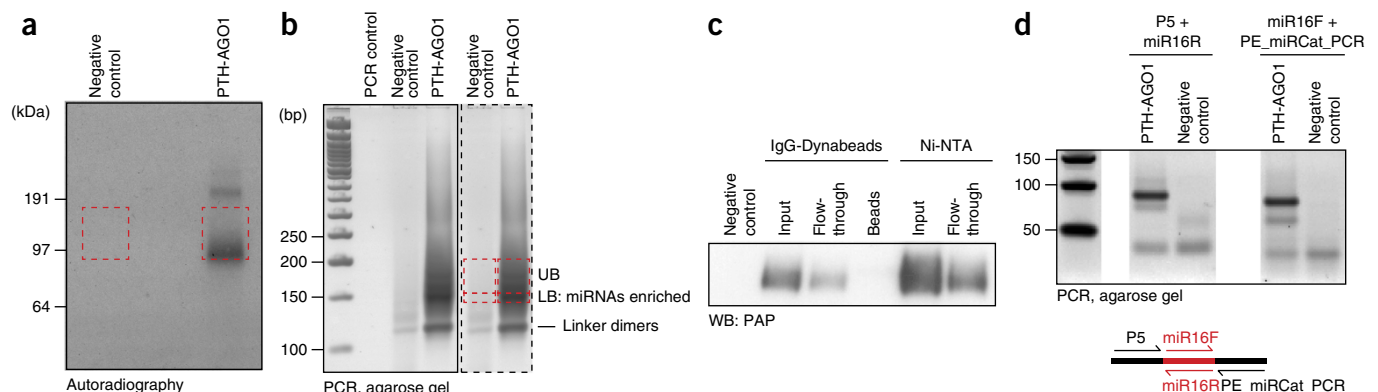 a
Negative
control
PTH-AGO1
(kDa)
191
97
64
Autoradiography
b
PCR control
Negative
control
PTH-AGO1
Negative
control
PTH-AGO1
(bp)
250
200
150
100
UB
LB: miRNAs enriched
Linker dimers
PCR, agarose gel
c
IgG-Dynabeads
Ni-NTA
Negative
control
Input
Flow-
through
Beads
Input
Flow-
through
WB: PAP
d
P5 +
miR16R
miR16F +
PE_miRCat_PCR
PTH-AGO1
Negative
control
PTH-AGO1
Negative
control
150
100
50
PCR, agarose gel
P5
miR16F
miR16R
PE_miRCat_PCR